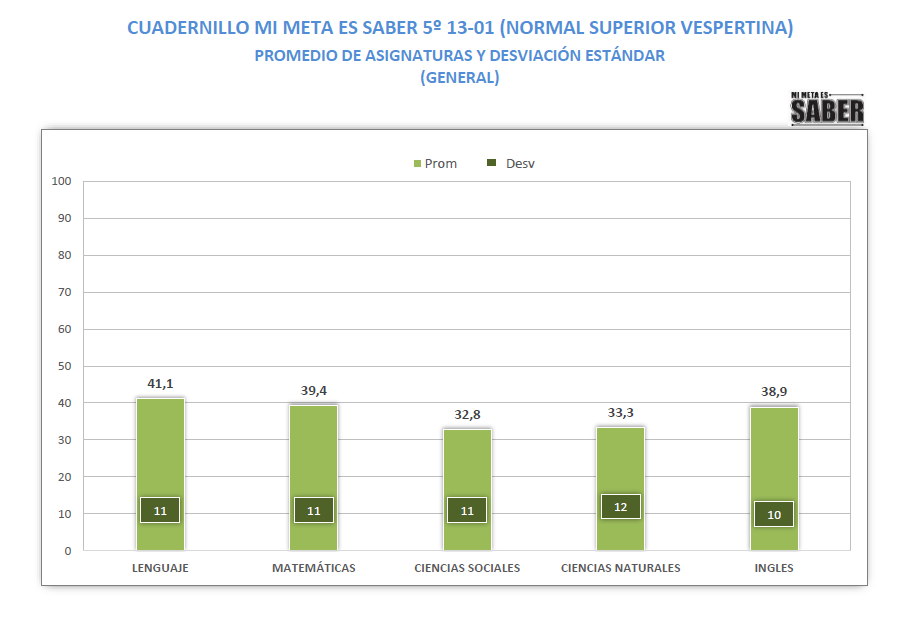 CUADERNILLO MI META ES SABER 5º 13-01 (NORMAL SUPERIOR VESPERTINA)
PROMEDIO DE ASIGNATURAS Y DESVIACIÓN ESTÁNDAR
(GENERAL)
MI META ES
SABER
Prom Desv
100
90
80
70
60
50
40
30
20
10
0
41,1 39,4 32,8 33,3 38,9
11 11 11 12 10
LENGUAJE MATEMÁTICAS CIENCIAS SOCIALES CIENCIAS NATURALES INGLES